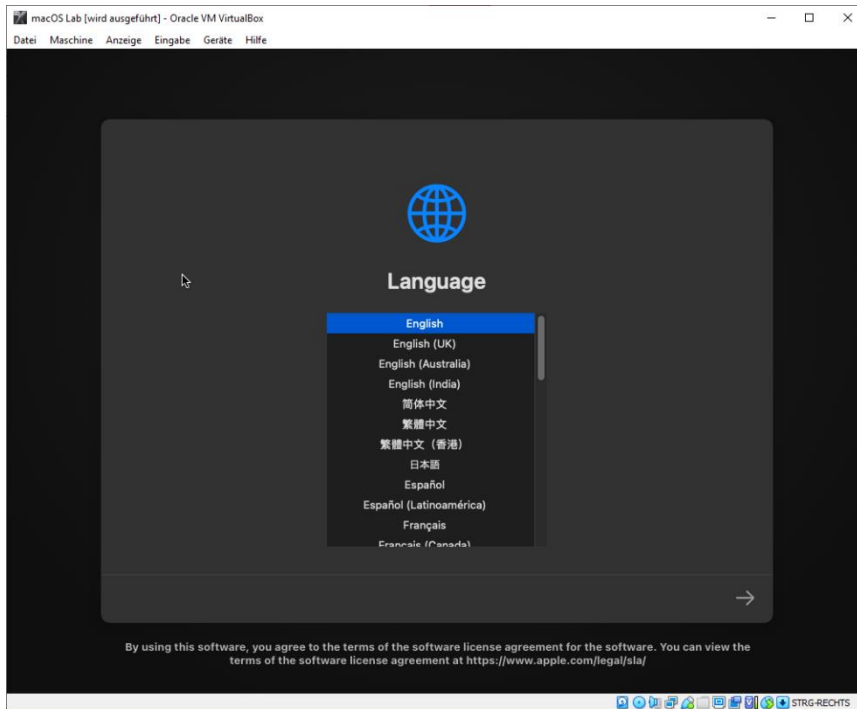 macOS Lab [wird ausgeführt] - Oracle VM VirtualBox
Datei Maschine Anzeige Eingabe Geräte Hilfe
Language
English
English (UK)
English (Australia)
English (India)
简体中文
繁體中文
繁體中文（香港）
日本語
Español
Español (Latinoamérica)
Français
Français (Canada)
By using this software, you agree to the terms of the software license agreement for the software. You can view the
terms of the software license agreement at https://www.apple.com/legal/sla/
STRG-RECHTS